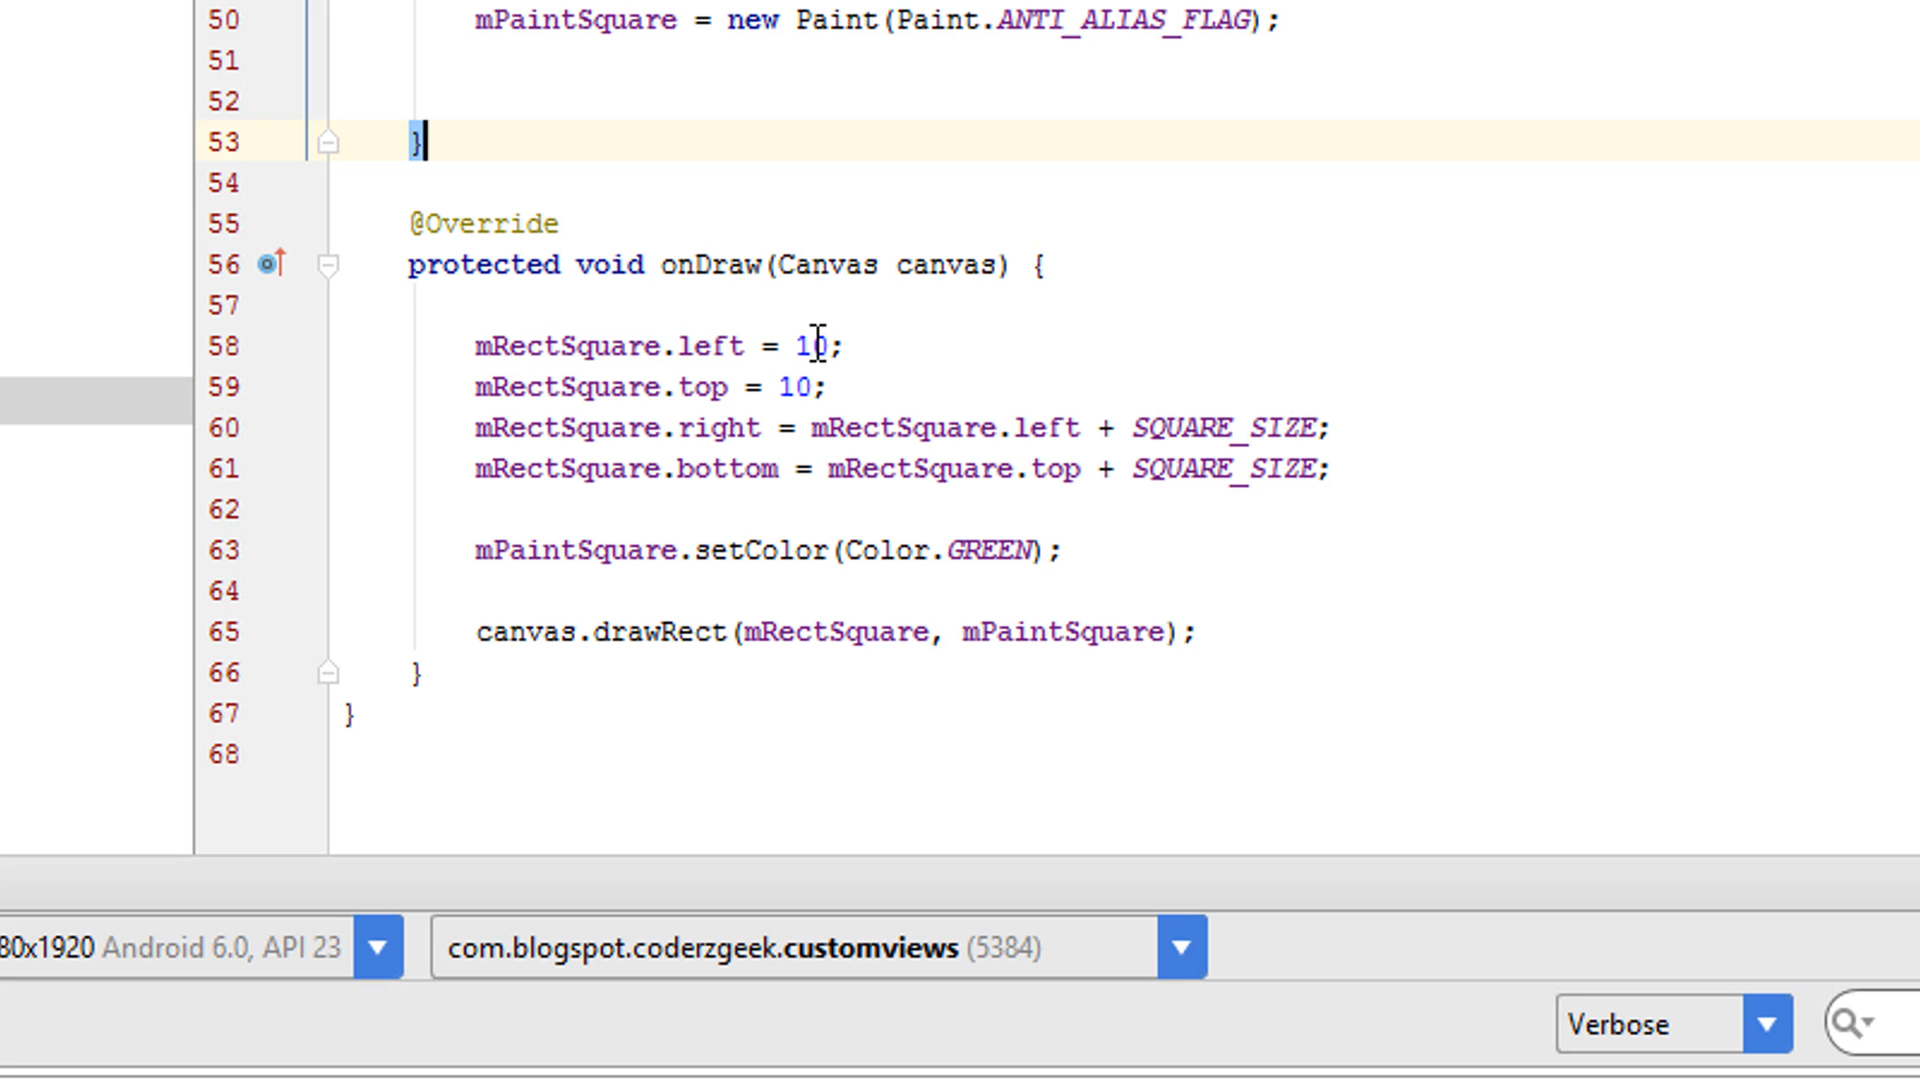 50 mPaintSquare = new Paint(Paint.ANTI_ALIAS_FLAG);
51
52
53 }
54
55 @Override
56 protected void onDraw(Canvas canvas) {
57
58 mRectSquare.left = 10;
59 mRectSquare.top = 10;
60 mRectSquare.right = mRectSquare.left + SQUARE_SIZE;
61 mRectSquare.bottom = mRectSquare.top + SQUARE_SIZE;
62
63 mPaintSquare.setColor(Color.GREEN);
64
65 canvas.drawRect(mRectSquare, mPaintSquare);
66 }
67 }
68
80x1920 Android 6.0, API 23 com.blogspot.coderzgeek.customviews (5384)
Verbose